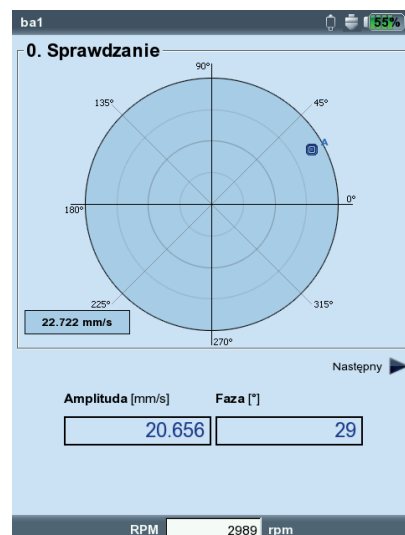 ba1 55%
0. Sprawdzanie
90°
135° 45°
A
180° 0°
225° 315°
22.722 mm/s
270°
Następny
Amplituda [mm/s] Faza [°]
20.656 29
RPM 2989 rpm